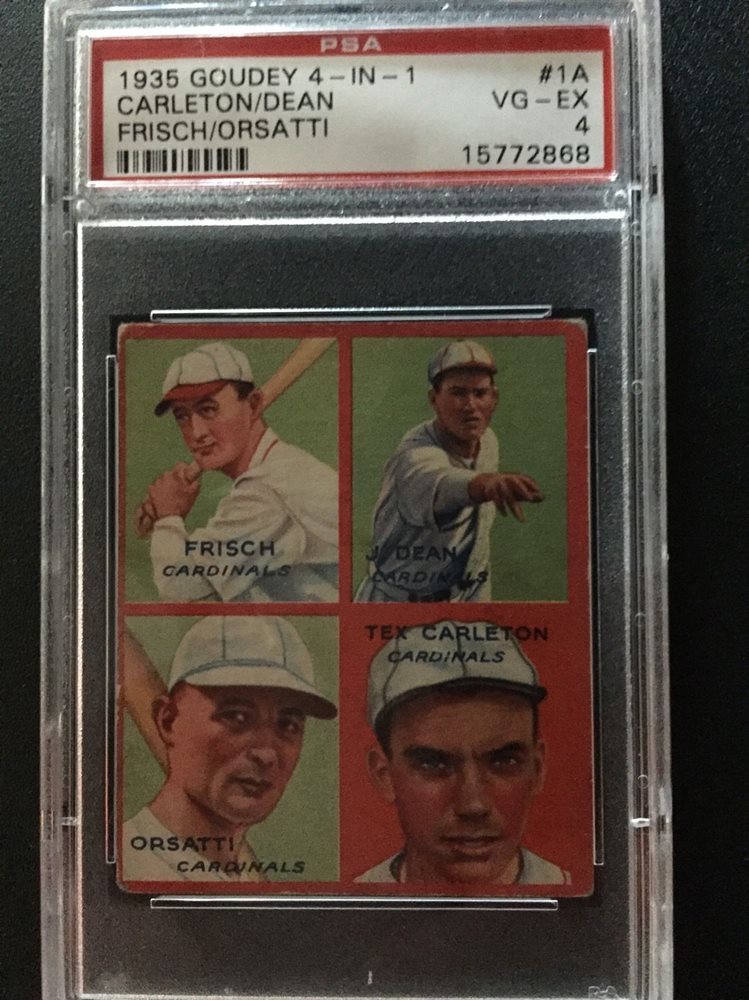 PSA
1935 GOUDEY 4-IN-1 #1A
CARLETON/DEAN VG-EX
FRISCH/ORSATTI 4
15772868
FRISCH
CARDINALS
J. DEAN
CARDINALS
TEX CARLETON
CARDINALS
ORSATTI
CARDINALS